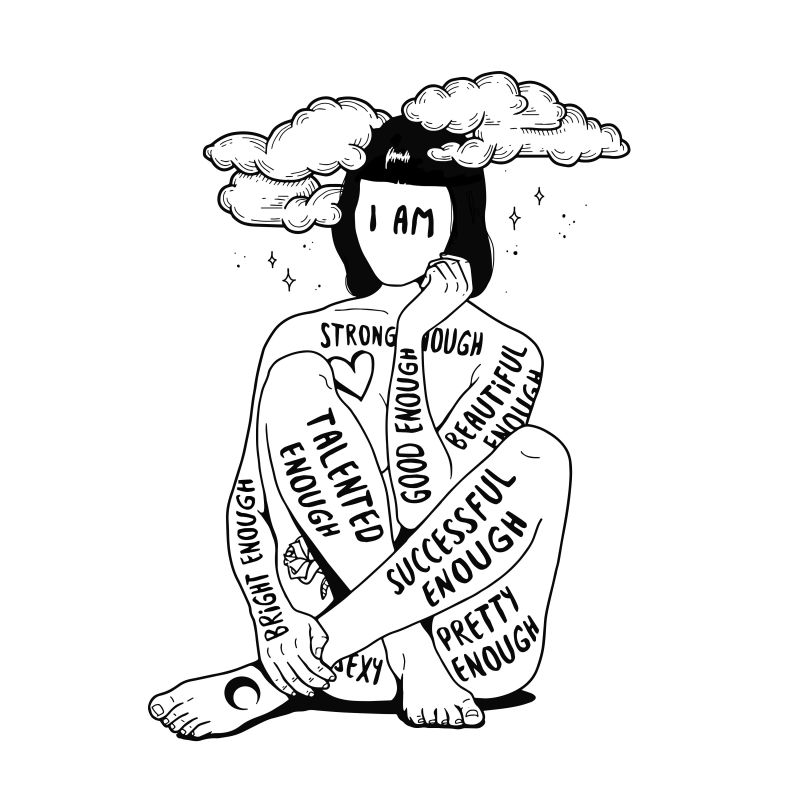 I AM
STRONG ENOUGH
GOOD ENOUGH
BEAUTiFUL
ENOUGH
TALENTED
ENOUGH
SUCCESSFUL
ENOUGH
BRiGHT ENOUGH
PRETTY
ENOUGH
SEXY